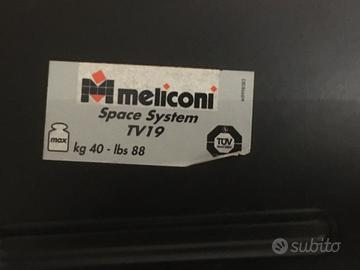 meliconi
Space System
TV19
max
kg 40 - lbs 88
TÜV
subito